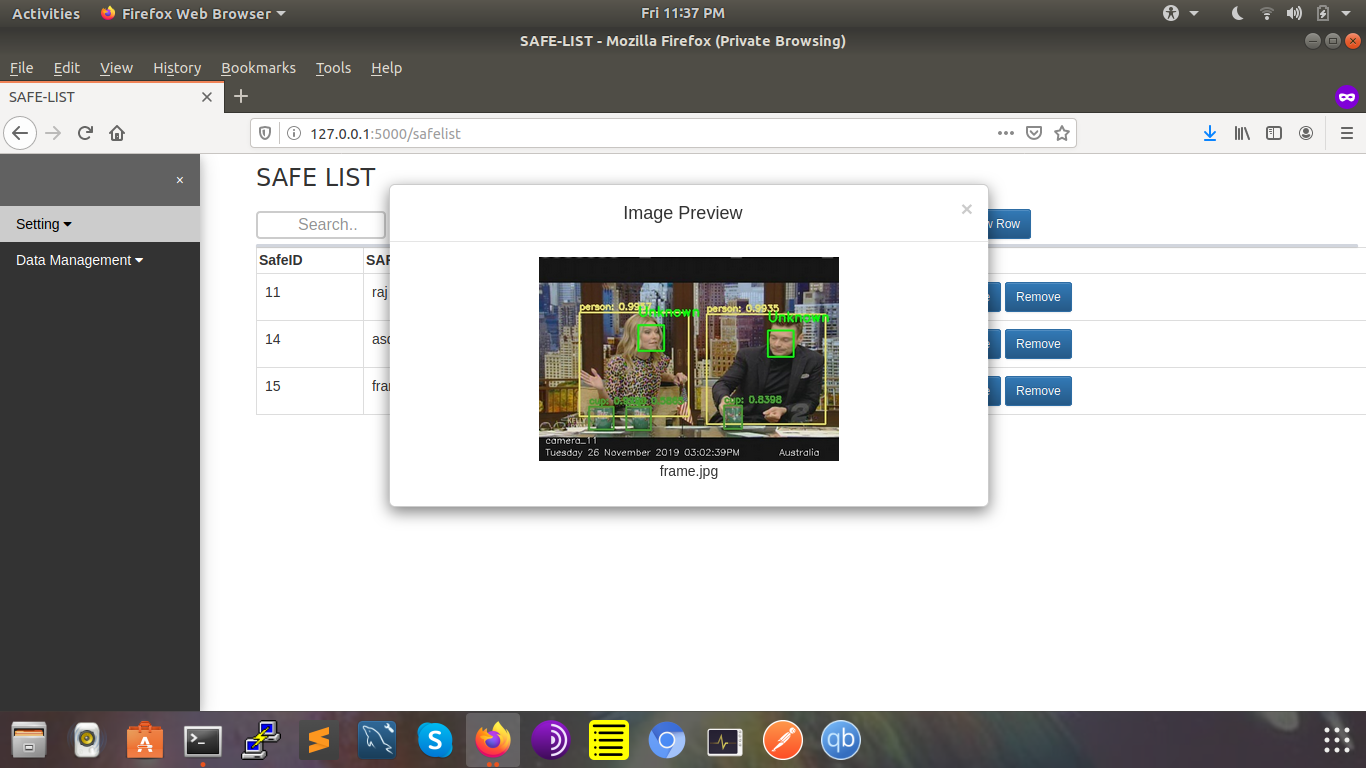 Activities Firefox Web Browser Fri 11:37 PM
SAFE-LIST - Mozilla Firefox (Private Browsing)
File Edit View History Bookmarks Tools Help
SAFE-LIST
127.0.0.1:5000/safelist
SAFE LIST
Setting
Data Management
Search..
Image Preview
Row
SafeID
11 raj Remove
14 Remove
15 Remove
person: 0.9957 person: 0.9935
Unknown Unknown
cup: cup: 0.8398
KELLY
camera_11
Tuesday 26 November 2019 03:02:39PM Australia
frame.jpg
S
qb